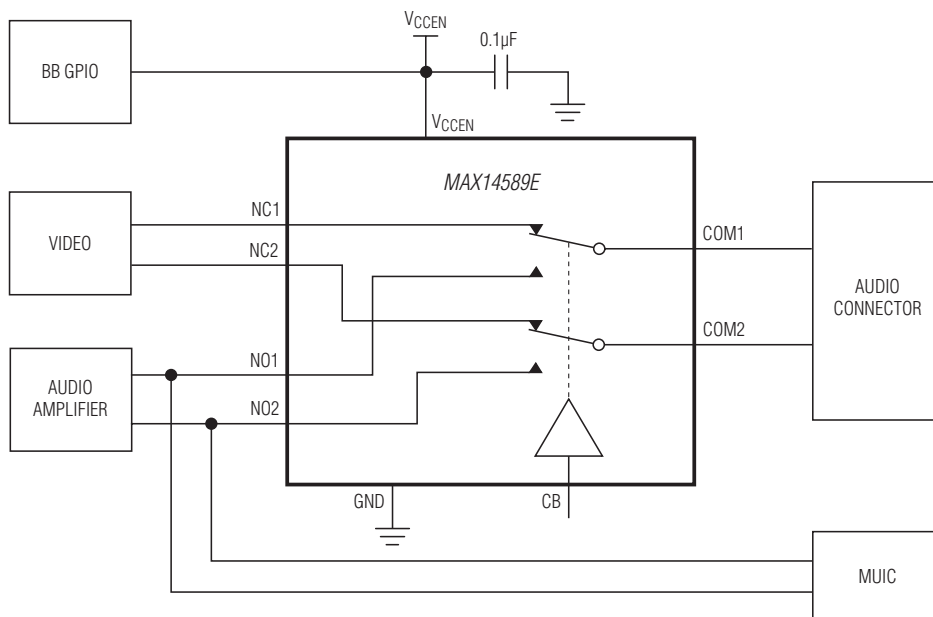 VCCEN
0.1µF
BB GPIO
VCCEN
MAX14589E
NC1
VIDEO
NC2
COM1
AUDIO
CONNECTOR
COM2
NO1
AUDIO
AMPLIFIER
NO2
GND
CB
MUIC